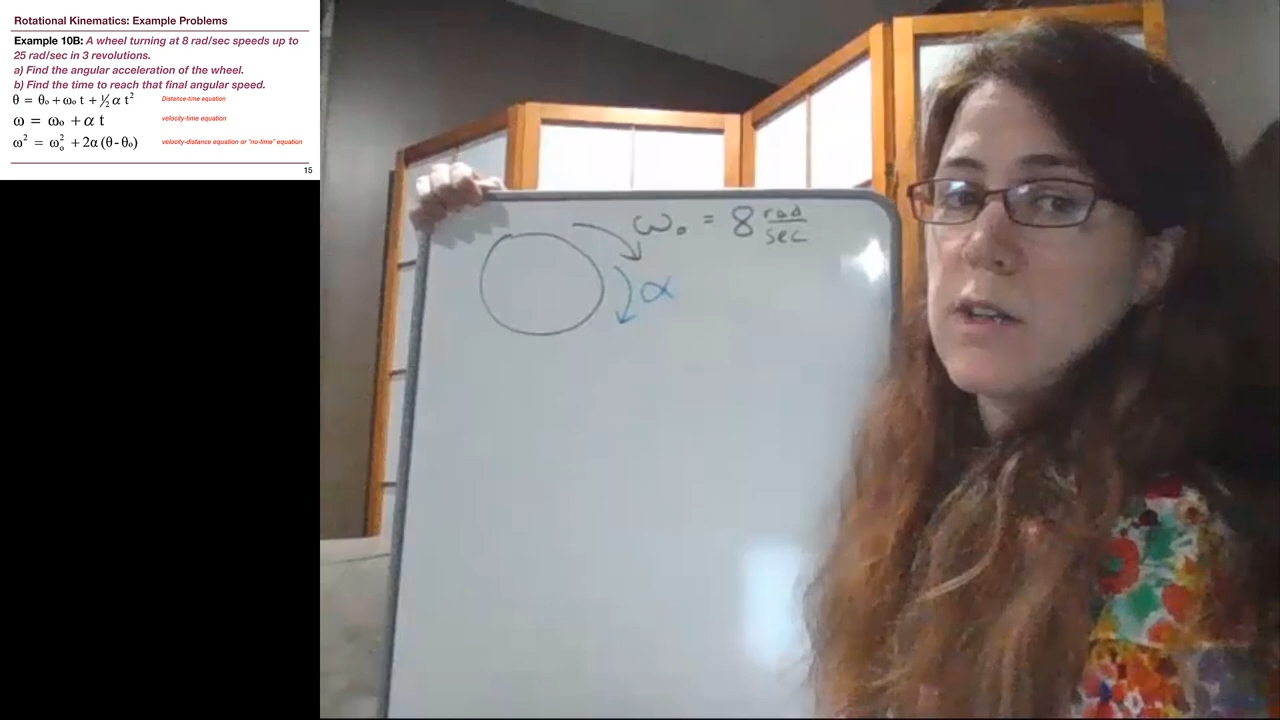 Rotational Kinematics: Example Problems
Example 10B: A wheel turning at 8 rad/sec speeds up to
25 rad/sec in 3 revolutions.
a) Find the angular acceleration of the wheel.
b) Find the time to reach that final angular speed.
θ = θ₀ + ω₀ t + ½ α t² Distance-time equation
ω = ω₀ + α t velocity-time equation
ω² = ω₀² + 2α (θ - θ₀) velocity-distance equation or "no-time" equation
15
ω₀ = 8 rad/sec
α